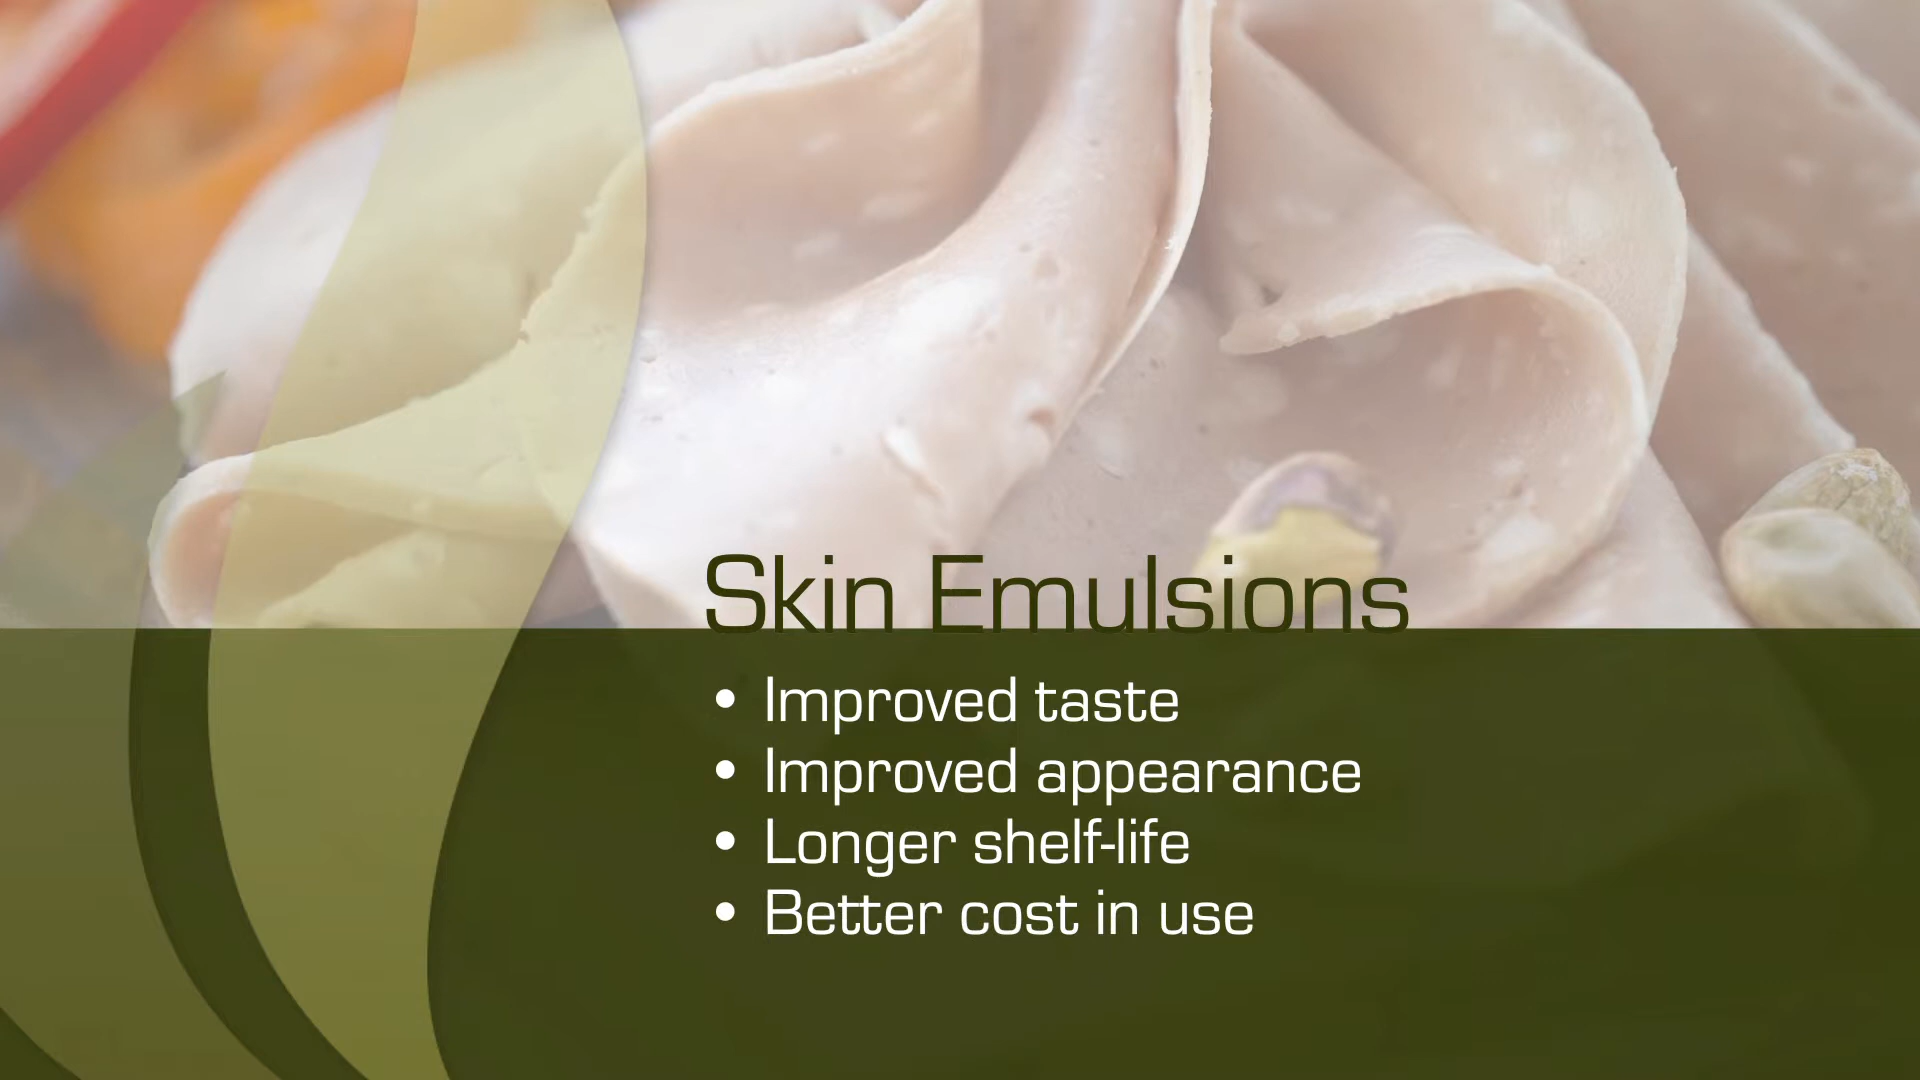 Skin Emulsions
• Improved taste
• Improved appearance
• Longer shelf-life
• Better cost in use